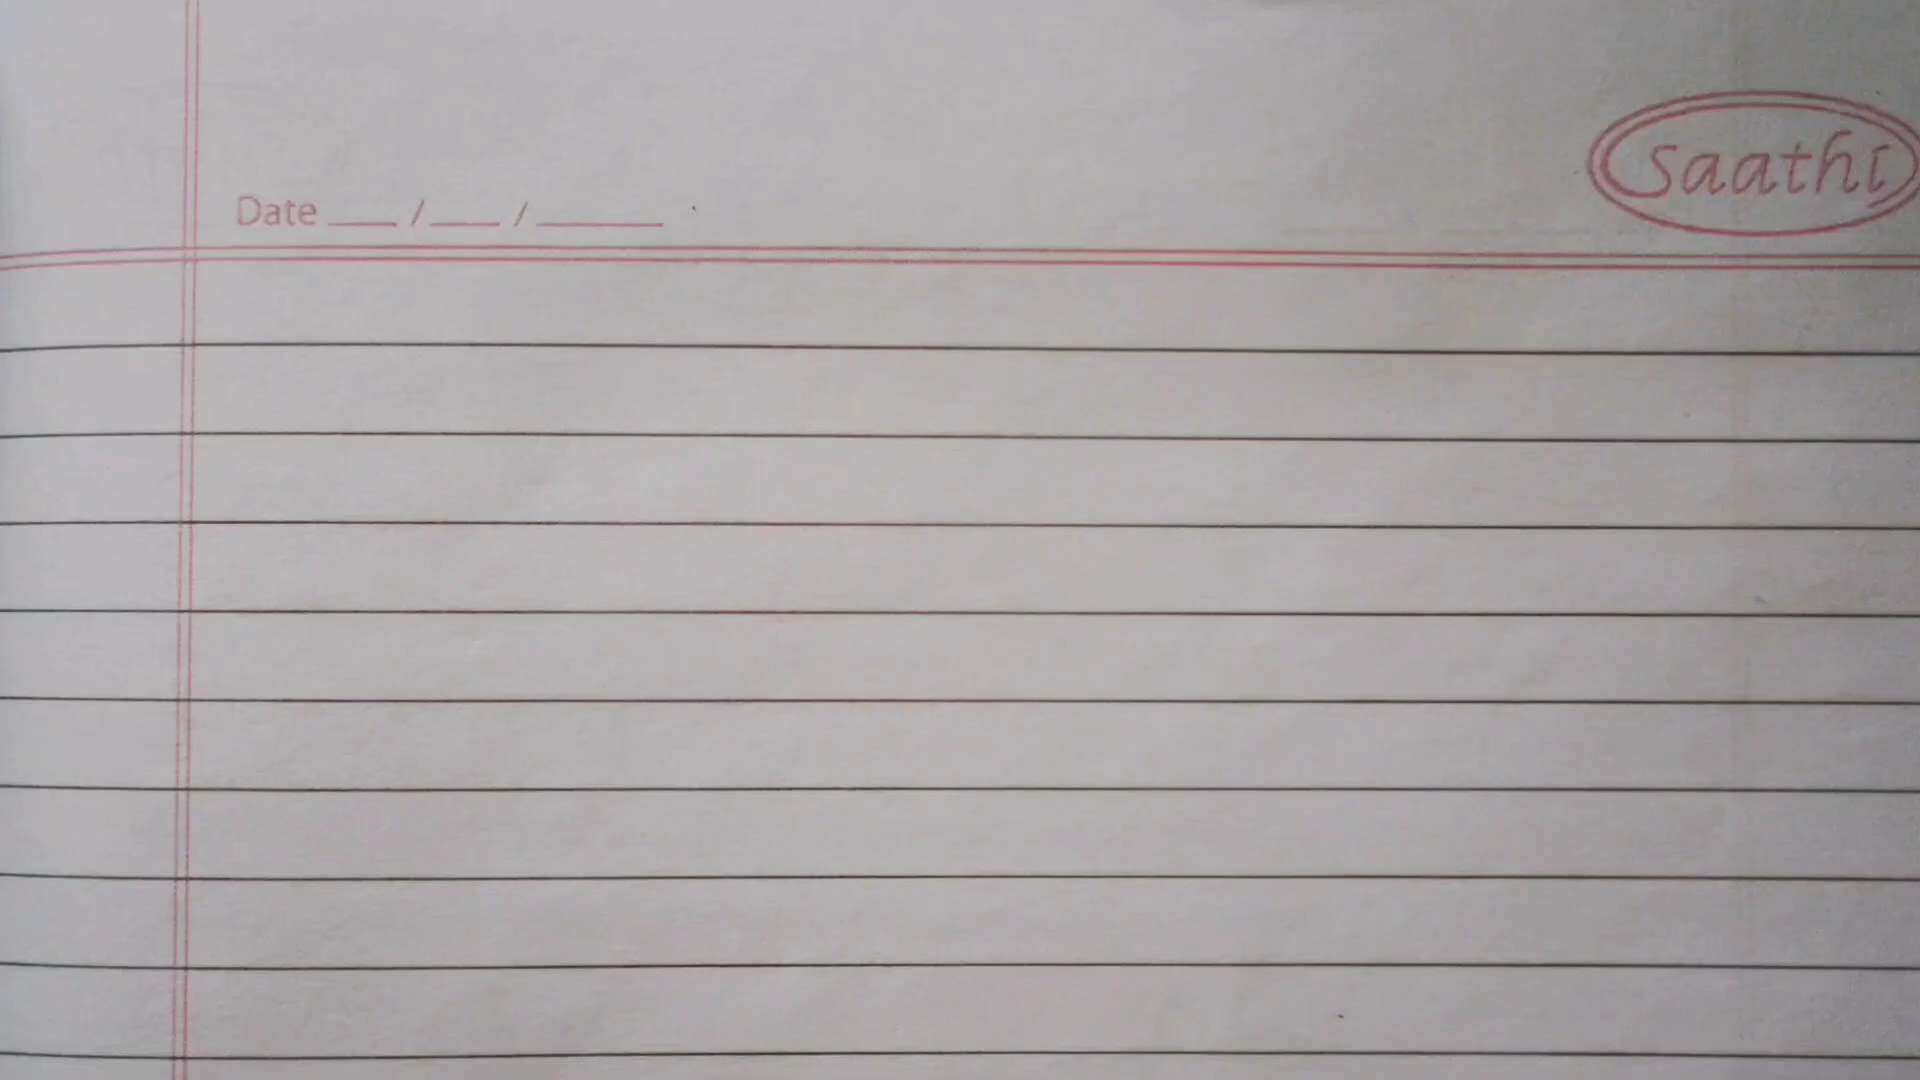 Date ___ / ___ / _____
Saathi